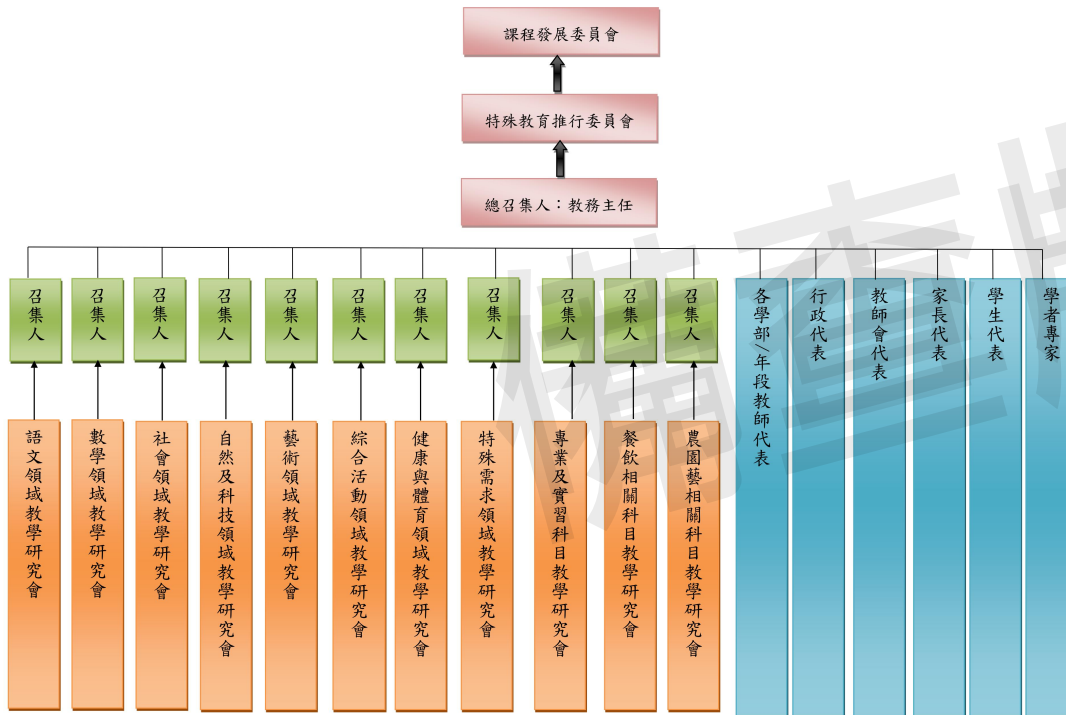 課程發展委員會
特殊教育推行委員會
總召集人：教務主任
召集人
召集人
召集人
召集人
召集人
召集人
召集人
召集人
召集人
召集人
召集人
各學部/年段教師代表
行政代表
教師會代表
家長代表
學生代表
學者專家
語文領域教學研究會
數學領域教學研究會
社會領域教學研究會
自然及科技領域教學研究會
藝術領域教學研究會
綜合活動領域教學研究會
健康與體育領域教學研究會
特殊需求領域教學研究會
專業及實習科目教學研究會
餐飲相關科目教學研究會
農園藝相關科目教學研究會
備查